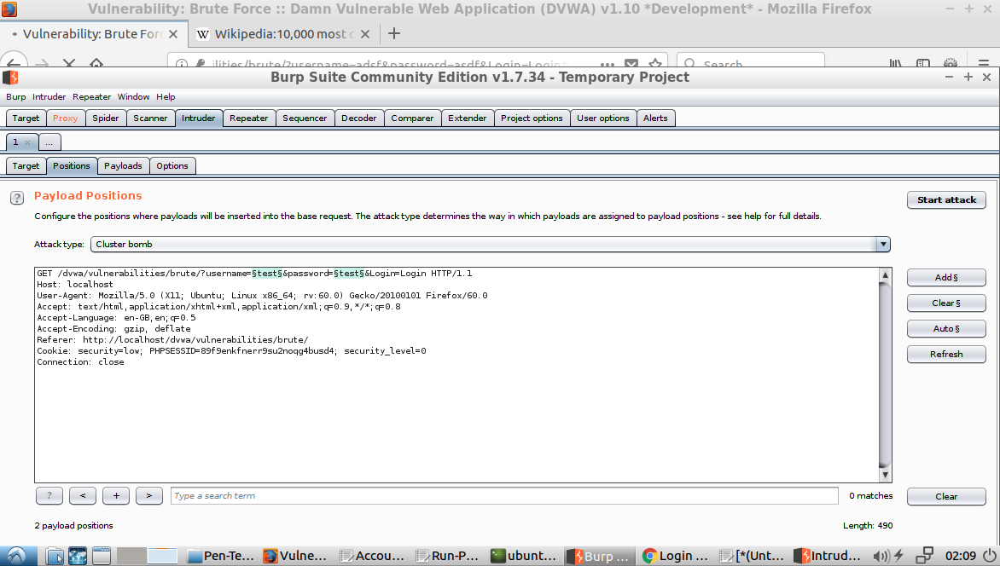 Vulnerability: Brute Force :: Damn Vulnerable Web Application (DVWA) v1.10 *Development* - Mozilla Firefox
Vulnerability: Brute Forc
Wikipedia:10,000 most c
ilities/brute/?username=adsf&password=asdf&Login=Login
Search
Burp Suite Community Edition v1.7.34 - Temporary Project
Burp Intruder Repeater Window Help
Target Proxy Spider Scanner Intruder Repeater Sequencer Decoder Comparer Extender Project options User options Alerts
1 × ...
Target Positions Payloads Options
? Payload Positions
Start attack
Configure the positions where payloads will be inserted into the base request. The attack type determines the way in which payloads are assigned to payload positions - see help for full details.
Attack type: Cluster bomb
GET /dvwa/vulnerabilities/brute/?username=§test§&password=§test§&Login=Login HTTP/1.1
Host: localhost
User-Agent: Mozilla/5.0 (X11; Ubuntu; Linux x86_64; rv:60.0) Gecko/20100101 Firefox/60.0
Accept: text/html,application/xhtml+xml,application/xml;q=0.9,*/*;q=0.8
Accept-Language: en-GB,en;q=0.5
Accept-Encoding: gzip, deflate
Referer: http://localhost/dvwa/vulnerabilities/brute/
Cookie: security=low; PHPSESSID=89f9enkfnerr9su2noqg4busd4; security_level=0
Connection: close
Add §
Clear §
Auto §
Refresh
? < + > Type a search term 0 matches Clear
2 payload positions Length: 490
Pen-Te... Vulne... Accou... Run-P... ubunt... Burp ... Login ... [*(Unt... Intrud... 02:09